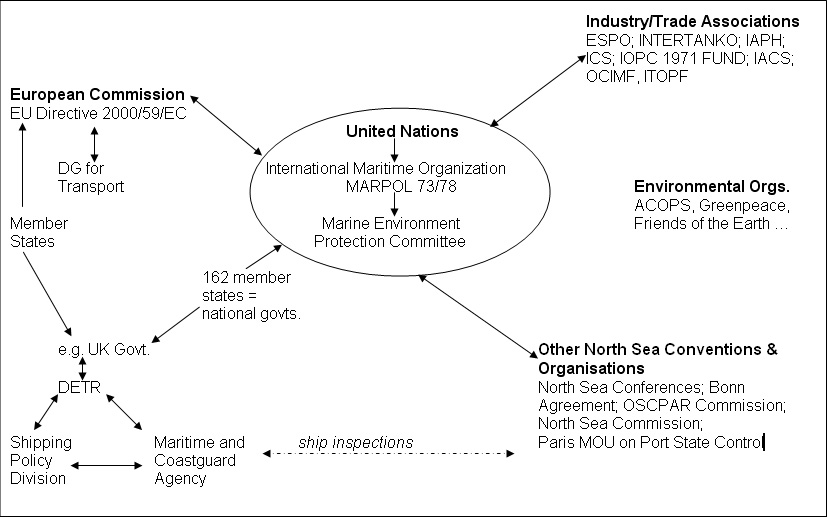 Industry/Trade Associations
ESPO; INTERTANKO; IAPH;
ICS; IOPC 1971 FUND; IACS;
OCIMF, ITOPF
European Commission
EU Directive 2000/59/EC
DG for
Transport
Member
States
United Nations
International Maritime Organization
MARPOL 73/78
Marine Environment
Protection Committee
Environmental Orgs.
ACOPS, Greenpeace,
Friends of the Earth ...
162 member
states =
national govts.
e.g. UK Govt.
DETR
Shipping
Policy
Division
Maritime and
Coastguard
Agency
ship inspections
Other North Sea Conventions &
Organisations
North Sea Conferences; Bonn
Agreement; OSCPAR Commission;
North Sea Commission;
Paris MOU on Port State Control